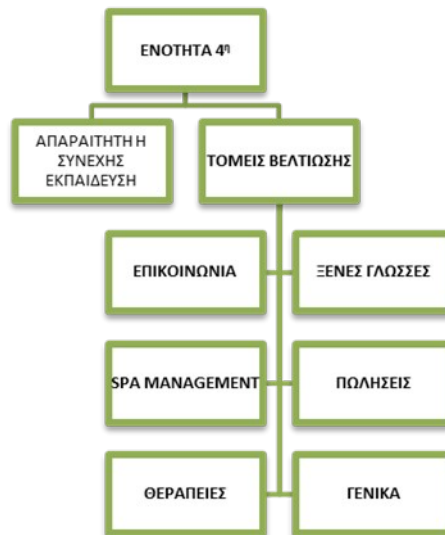 ΕΝΟΤΗΤΑ 4η
ΑΠΑΡΑΙΤΗΤΗ Η
ΣΥΝΕΧΗΣ
ΕΚΠΑΙΔΕΥΣΗ
ΤΟΜΕΙΣ ΒΕΛΤΙΩΣΗΣ
ΕΠΙΚΟΙΝΩΝΙΑ
ΞΕΝΕΣ ΓΛΩΣΣΕΣ
SPA MANAGEMENT
ΠΩΛΗΣΕΙΣ
ΘΕΡΑΠΕΙΕΣ
ΓΕΝΙΚΑ